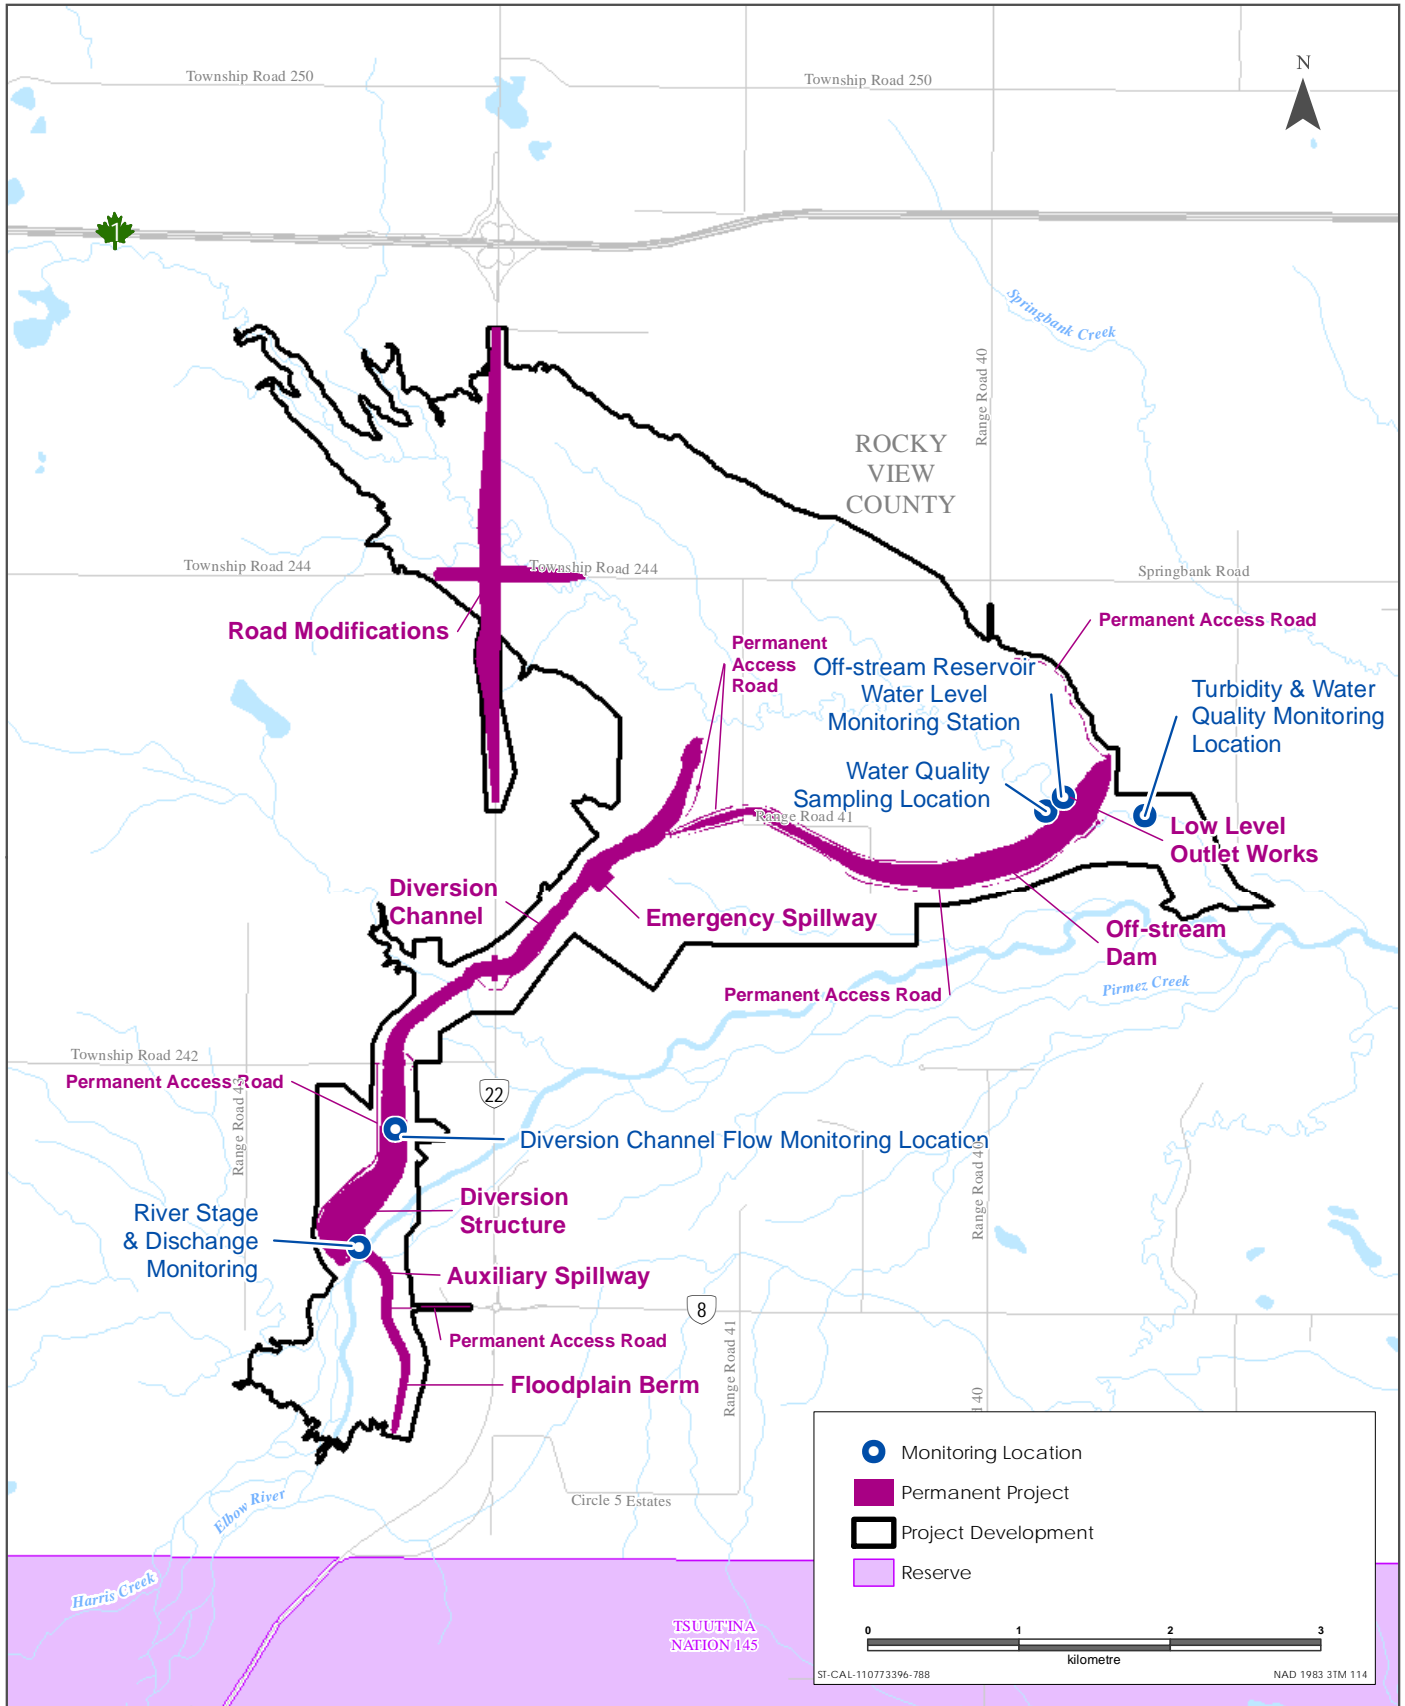 Township Road 250
Township Road 250
N
1
Springbank Creek
Range Road 40
ROCKY
VIEW
COUNTY
Township Road 244
Township Road 244
Springbank Road
Road Modifications
Permanent Access Road
Permanent
Access
Road
Off-stream Reservoir
Water Level
Monitoring Station
Turbidity & Water
Quality Monitoring
Location
Water Quality
Sampling Location
Range Road 41
Low Level
Outlet Works
Diversion
Channel
Emergency Spillway
Off-stream
Dam
Permanent Access Road
Pirmez Creek
Township Road 242
Permanent Access Road
Range Road 43
22
Diversion Channel Flow Monitoring Location
Range Road 40
Diversion
Structure
River Stage
& Dischange
Monitoring
Auxiliary Spillway
8
Permanent Access Road
Range Road 41
Floodplain Berm
40
Circle 5 Estates
Elbow River
Harris Creek
TSUUT'INA
NATION 145
Monitoring Location
Permanent Project
Project Development
Reserve
0 1 2 3
kilometre
ST-CAL-110773396-788
NAD 1983 3TM 114